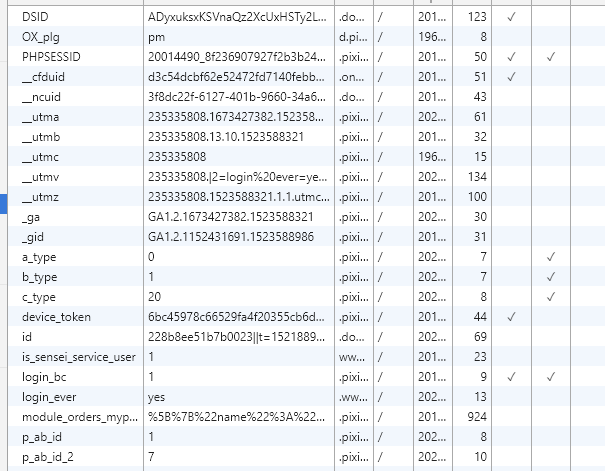 DSID ADyxuksxKSVnaQz2XcUxHSTy2L... .do... / 201... 123 ✓
OX_plg pm d.pi... / 196... 8
PHPSESSID 20014490_8f236907927f2b3b24... .pixi... / 201... 50 ✓ ✓
__cfduid d3c54dcbf62e52472fd7140febb... .on... / 201... 51 ✓
__ncuid 3f8dc22f-6127-401b-9660-34a6... .do... / 201... 43
__utma 235335808.1673427382.152358... .pixi... / 202... 61
__utmb 235335808.13.10.1523588321 .pixi... / 201... 32
__utmc 235335808 .pixi... / 196... 15
__utmv 235335808.|2=login%20ever=ye... .pixi... / 202... 134
__utmz 235335808.1523588321.1.1.utmc... .pixi... / 201... 100
_ga GA1.2.1673427382.1523588321 .pixi... / 202... 30
_gid GA1.2.1152431691.1523588986 .pixi... / 201... 31
a_type 0 .pixi... / 202... 7 ✓
b_type 1 .pixi... / 202... 7 ✓
c_type 20 .pixi... / 202... 8 ✓
device_token 6bc45978c66529fa4f20355cb6d... .pixi... / 201... 44 ✓
id 228b8ee51b7b0023||t=1521889... .do... / 202... 69
is_sensei_service_user 1 ww... / 201... 23
login_bc 1 .pixi... / 201... 9 ✓ ✓
login_ever yes .ww... / 202... 13
module_orders_myp... %5B%7B%22name%22%3A%22... .pixi... / 201... 924
p_ab_id 1 .pixi... / 202... 8
p_ab_id_2 7 .pixi... / 202... 10